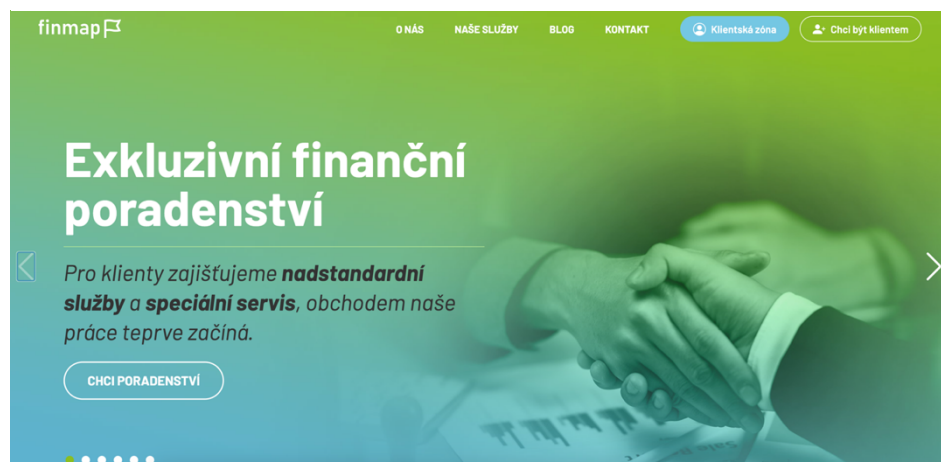 finmap
O NÁS NAŠE SLUŽBY BLOG KONTAKT Klientská zóna Chci být klientem
Exkluzivní finanční
poradenství
Pro klienty zajišťujeme nadstandardní
služby a speciální servis, obchodem naše
práce teprve začíná.
CHCI PORADENSTVÍ